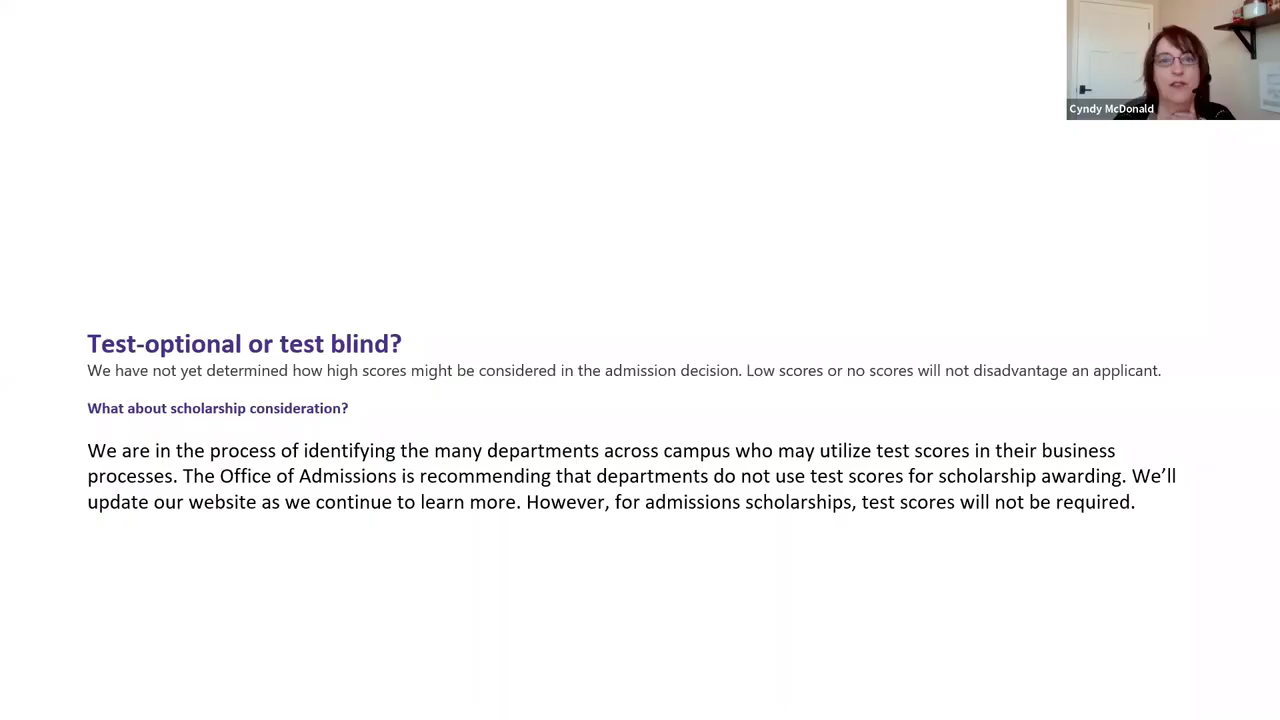 Cyndy McDonald
Test-optional or test blind?
We have not yet determined how high scores might be considered in the admission decision. Low scores or no scores will not disadvantage an applicant.
What about scholarship consideration?
We are in the process of identifying the many departments across campus who may utilize test scores in their business
processes. The Office of Admissions is recommending that departments do not use test scores for scholarship awarding. We’ll
update our website as we continue to learn more. However, for admissions scholarships, test scores will not be required.